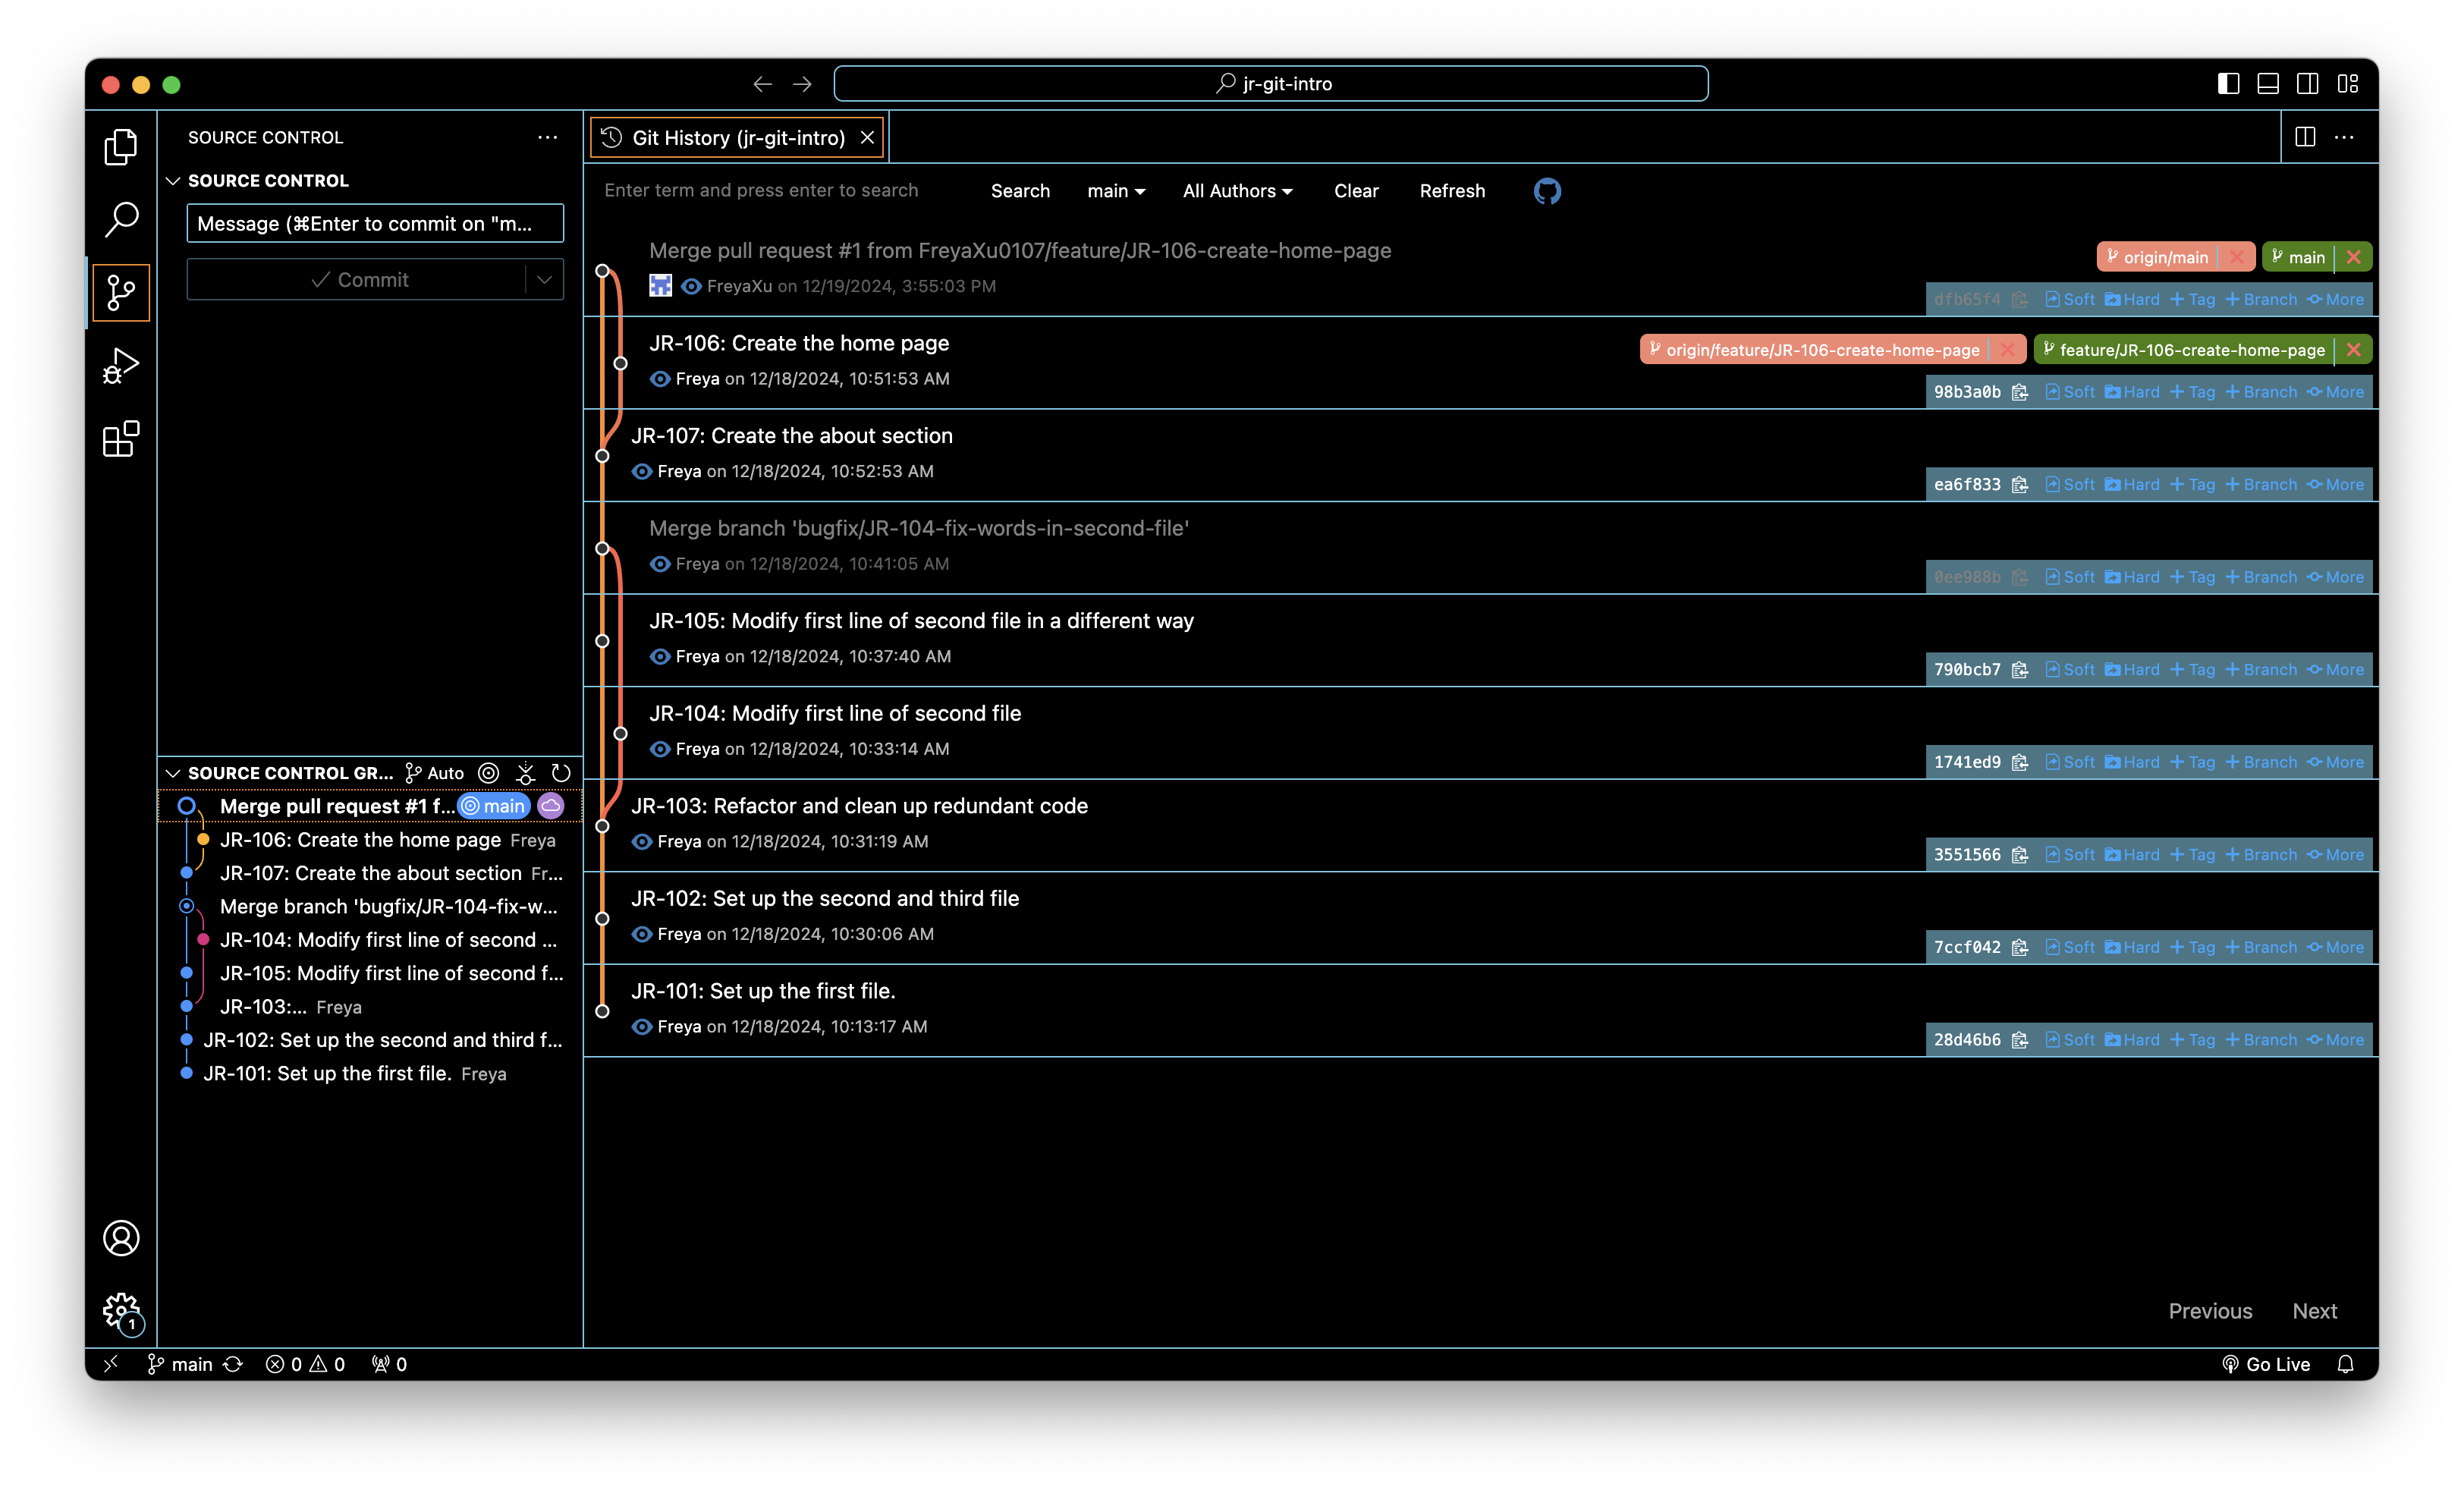 jr-git-intro
SOURCE CONTROL
SOURCE CONTROL
Message (⌘Enter to commit on "m...
Commit
SOURCE CONTROL GR... Auto
Merge pull request #1 f... main
JR-106: Create the home page Freya
JR-107: Create the about section Fr...
Merge branch 'bugfix/JR-104-fix-w...
JR-104: Modify first line of second ...
JR-105: Modify first line of second f...
JR-103:... Freya
JR-102: Set up the second and third f...
JR-101: Set up the first file. Freya
1
Git History (jr-git-intro)
Enter term and press enter to search Search main All Authors Clear Refresh
Merge pull request #1 from FreyaXu0107/feature/JR-106-create-home-page origin/main main
FreyaXu on 12/19/2024, 3:55:03 PM
dfb65f4 Soft Hard Tag Branch More
JR-106: Create the home page origin/feature/JR-106-create-home-page feature/JR-106-create-home-page
Freya on 12/18/2024, 10:51:53 AM
98b3a0b Soft Hard Tag Branch More
JR-107: Create the about section
Freya on 12/18/2024, 10:52:53 AM
ea6f833 Soft Hard Tag Branch More
Merge branch 'bugfix/JR-104-fix-words-in-second-file'
Freya on 12/18/2024, 10:41:05 AM
0ee988b Soft Hard Tag Branch More
JR-105: Modify first line of second file in a different way
Freya on 12/18/2024, 10:37:40 AM
790bcb7 Soft Hard Tag Branch More
JR-104: Modify first line of second file
Freya on 12/18/2024, 10:33:14 AM
1741ed9 Soft Hard Tag Branch More
JR-103: Refactor and clean up redundant code
Freya on 12/18/2024, 10:31:19 AM
3551566 Soft Hard Tag Branch More
JR-102: Set up the second and third file
Freya on 12/18/2024, 10:30:06 AM
7ccf042 Soft Hard Tag Branch More
JR-101: Set up the first file.
Freya on 12/18/2024, 10:13:17 AM
28d46b6 Soft Hard Tag Branch More
Previous Next
main 0 0 0 Go Live